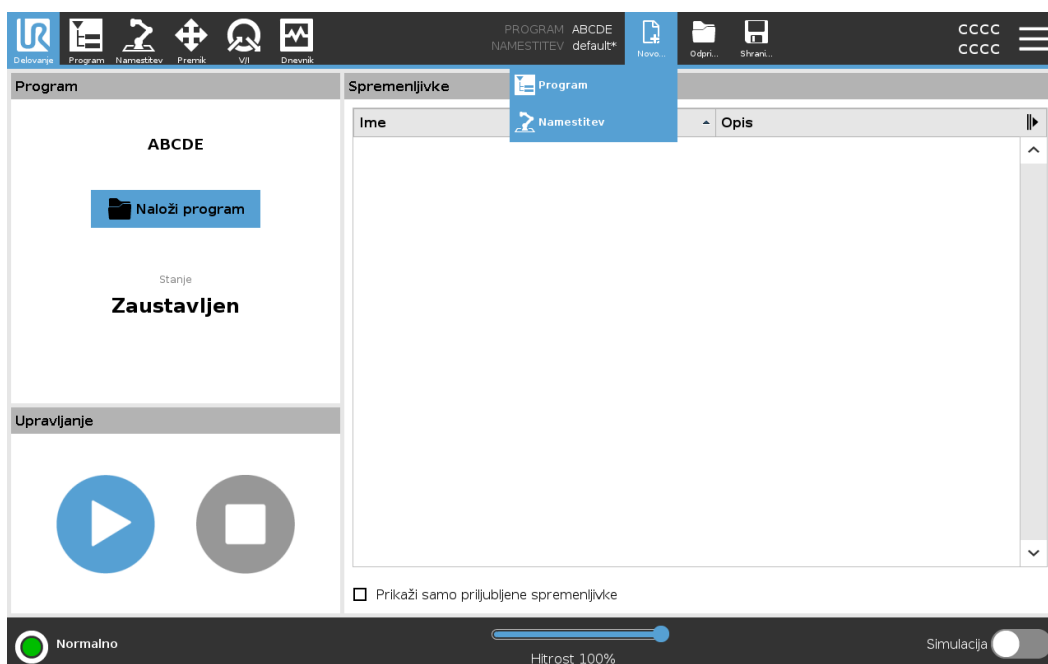 PROGRAM ABCDE
NAMESTITEV default*
CCCC
CCCC
Delovanje
Program
Namestitev
Premik
V/I
Dnevnik
Novo...
Odpri...
Shrani...
Program
Namestitev
Program
Spremenljivke
ABCDE
Naloži program
Stanje
Zaustavljen
Ime
Opis
Upravljanje
Prikaži samo priljubljene spremenljivke
Normalno
Hitrost 100%
Simulacija